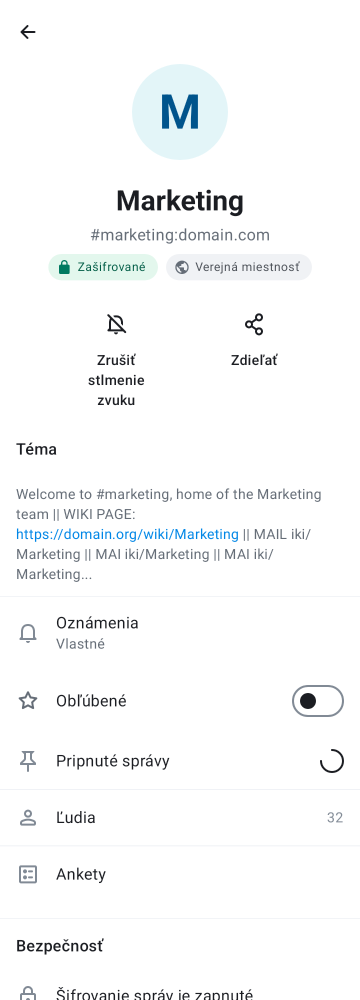 M
Marketing
#marketing:domain.com
Zašifrované
Verejná miestnosť
Zrušiť
stlmenie
zvuku
Zdieľať
Téma
Welcome to #marketing, home of the Marketing
team || WIKI PAGE:
https://domain.org/wiki/Marketing || MAIL iki/
Marketing || MAI iki/Marketing || MAI iki/
Marketing...
Oznámenia
Vlastné
Obľúbené
Pripnuté správy
Ľudia
32
Ankety
Bezpečnosť
Šifrovanie správ je zapnuté